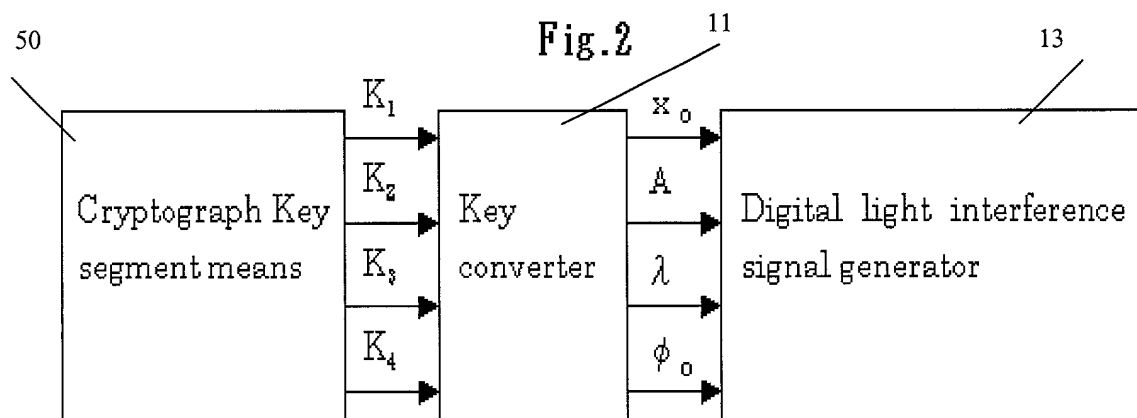 50
Fig.2
11
13
K₁
K₂
K₃
K₄
Cryptograph Key
segment means
Key
converter
x₀
A
λ
ϕ₀
Digital light interference
signal generator